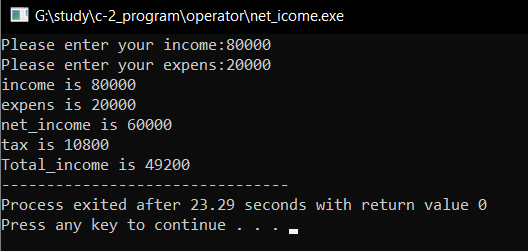 G:\study\c-2_program\operator\net_icome.exe
Please enter your income:80000
Please enter your expens:20000
income is 80000
expens is 20000
net_income is 60000
tax is 10800
Total_income is 49200
--------------------------------
Process exited after 23.29 seconds with return value 0
Press any key to continue . . .